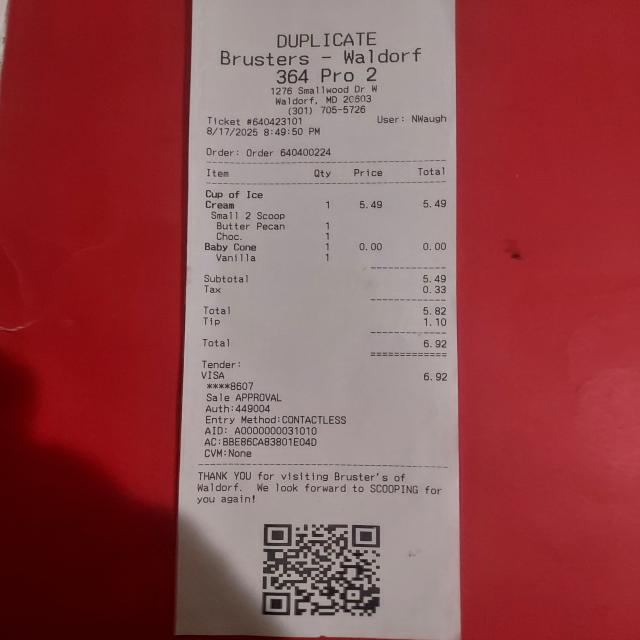 DUPLICATE
Brusters - Waldorf
364 Pro 2
1276 Smallwood Dr W
Waldorf, MD 20603
(301) 705-5726
Ticket #640423101 User: NWaugh
8/17/2025 8:49:50 PM
Order: Order 640400224
Item Qty Price Total
Cup of Ice
Cream 1 5.49 5.49
Small 2 Scoop
Butter Pecan 1
Choc. 1
Baby Cone 1 0.00 0.00
Vanilla 1
Subtotal 5.49
Tax 0.33
Total 5.82
Tip 1.10
Total 6.92
Tender:
VISA 6.92
****8607
Sale APPROVAL
Auth:449004
Entry Method:CONTACTLESS
AID: A0000000031010
AC:BBE86CA83801E04D
CVM:None
THANK YOU for visiting Bruster's of
Waldorf. We look forward to SCOOPING for
you again!